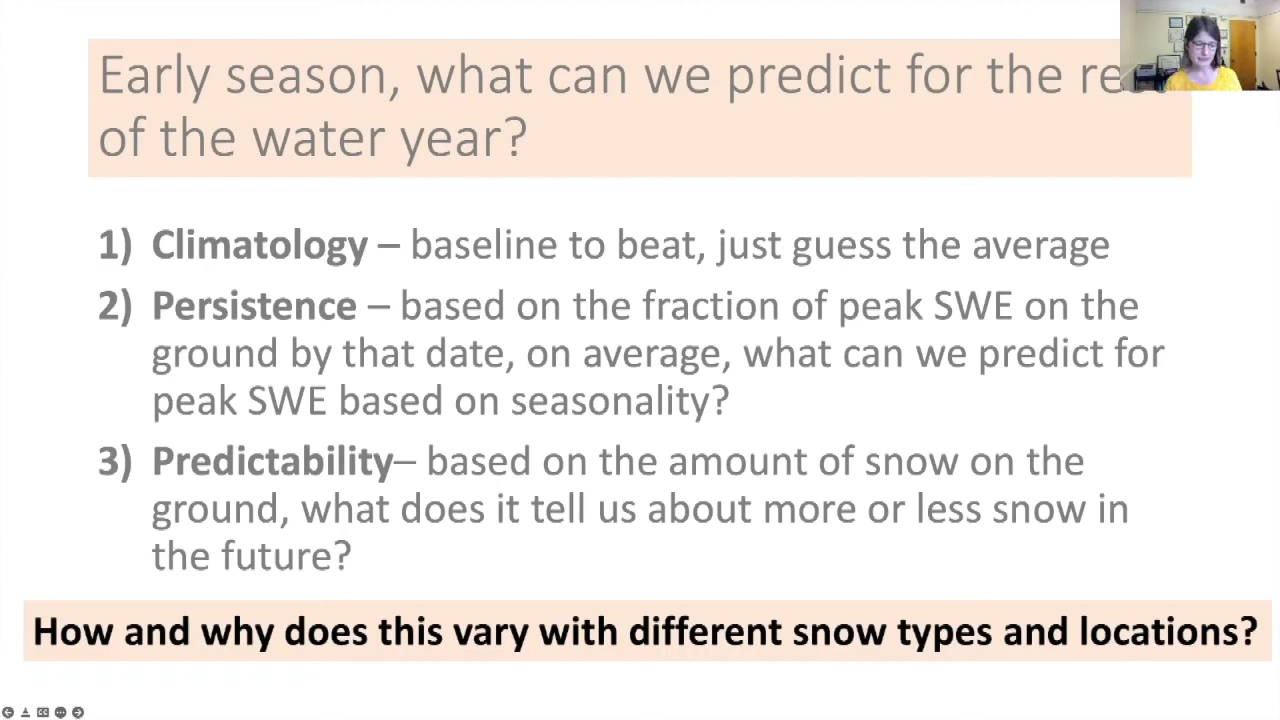 Early season, what can we predict for the
of the water year?
1) Climatology – baseline to beat, just guess the average
2) Persistence – based on the fraction of peak SWE on the
ground by that date, on average, what can we predict for
peak SWE based on seasonality?
3) Predictability– based on the amount of snow on the
ground, what does it tell us about more or less snow in
the future?
How and why does this vary with different snow types and locations?